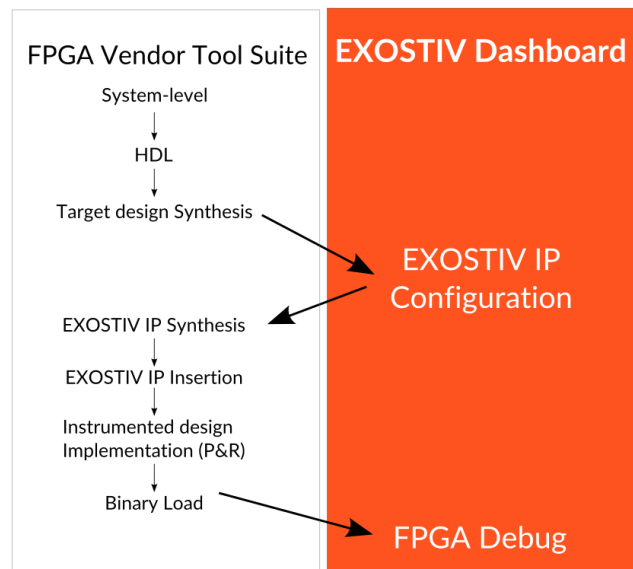 FPGA Vendor Tool Suite
System-level
HDL
Target design Synthesis
EXOSTIV IP Synthesis
EXOSTIV IP Insertion
Instrumented design
Implementation (P&R)
Binary Load
EXOSTIV Dashboard
EXOSTIV IP
Configuration
FPGA Debug